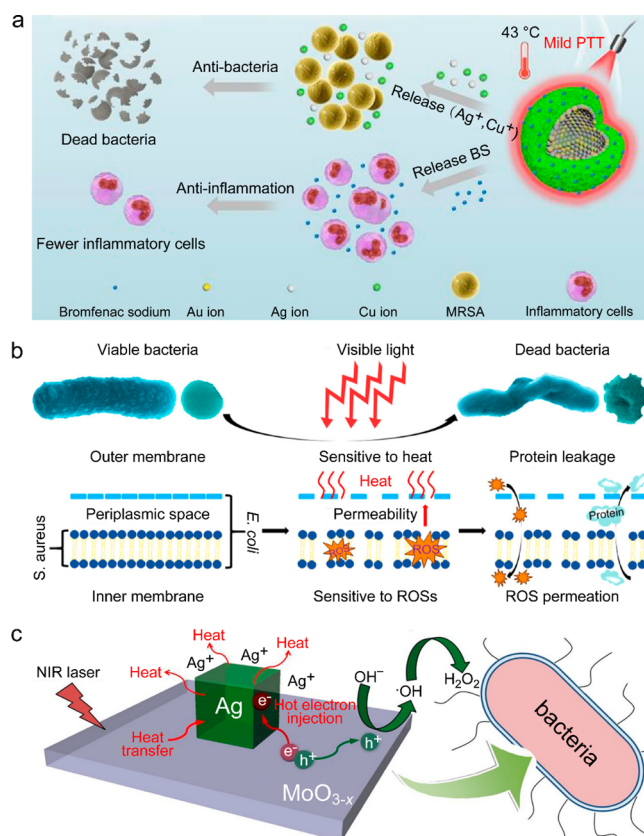 a
43 °C
Mild PTT
Anti-bacteria
Release (Ag⁺,Cu⁺)
Dead bacteria
Release BS
Anti-inflammation
Fewer inflammatory cells
Bromfenac sodium
Au ion
Ag ion
Cu ion
MRSA
Inflammatory cells
b
Viable bacteria
Visible light
Dead bacteria
Outer membrane
Sensitive to heat
Protein leakage
Heat
Periplasmic space
Permeability
Protein
S. aureus
E. coli
ROS
ROS
Inner membrane
Sensitive to ROSs
ROS permeation
c
NIR laser
Heat
Ag⁺
Ag⁺
Heat
Ag⁺
Heat
Ag
e⁻
Hot electron
injection
OH⁻
·OH
H₂O₂
bacteria
Heat
transfer
e⁻
h⁺
h⁺
MoO₃₋ₓ